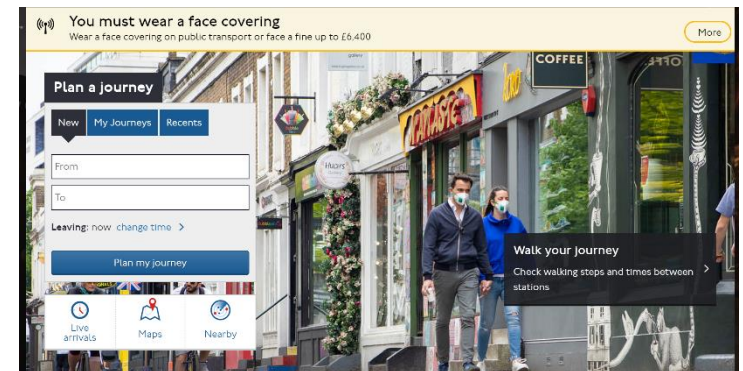 You must wear a face covering
Wear a face covering on public transport or face a fine up to £6,400
More
Plan a journey
New My Journeys Recents
From
To
Leaving: now change time >
Plan my journey
Live arrivals
Maps
Nearby
COFFEE
Walk your journey
Check walking steps and times between
stations